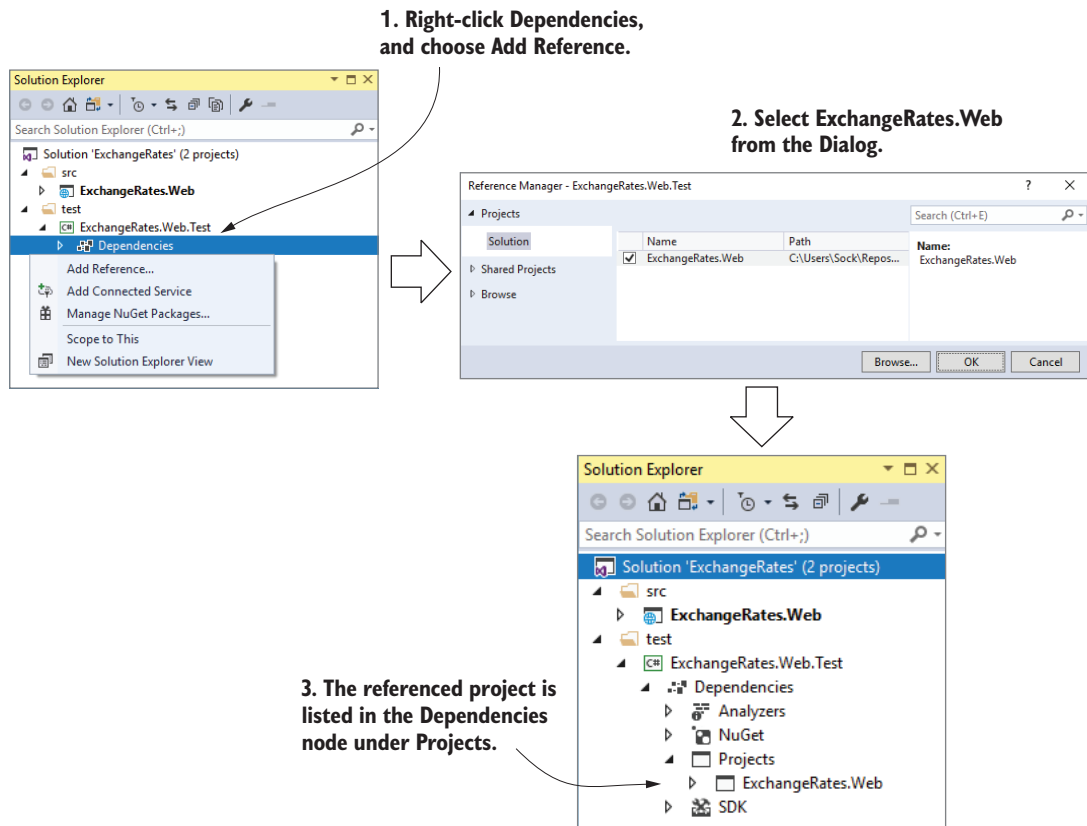 1. Right-click Dependencies,
and choose Add Reference.
Solution Explorer
Search Solution Explorer (Ctrl+;)
Solution 'ExchangeRates' (2 projects)
src
ExchangeRates.Web
test
C# ExchangeRates.Web.Test
Dependencies
Add Reference...
Add Connected Service
Manage NuGet Packages...
Scope to This
New Solution Explorer View
2. Select ExchangeRates.Web
from the Dialog.
Reference Manager - ExchangeRates.Web.Test ? X
Projects
Search (Ctrl+E)
Solution
Shared Projects
Browse
Name Path
ExchangeRates.Web C:\Users\Sock\Repos...
Name:
ExchangeRates.Web
Browse... OK Cancel
Solution Explorer
Search Solution Explorer (Ctrl+;)
Solution 'ExchangeRates' (2 projects)
src
ExchangeRates.Web
test
C# ExchangeRates.Web.Test
Dependencies
Analyzers
NuGet
Projects
ExchangeRates.Web
SDK
3. The referenced project is
listed in the Dependencies
node under Projects.